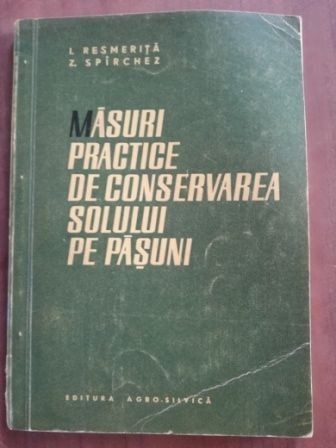 I. RESMERIȚĂ
Z. SPÎRCHEZ
MĂSURI
PRACTICE
DE CONSERVAREA
SOLULUI
PE PĂȘUNI
EDITURA AGRO-SILVICĂ